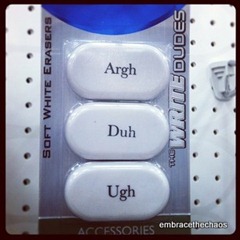 SOFT WHITE ERASERS
Argh
Duh
Ugh
THE WRITE DUDES
ACCESSORIES
embracethechaos